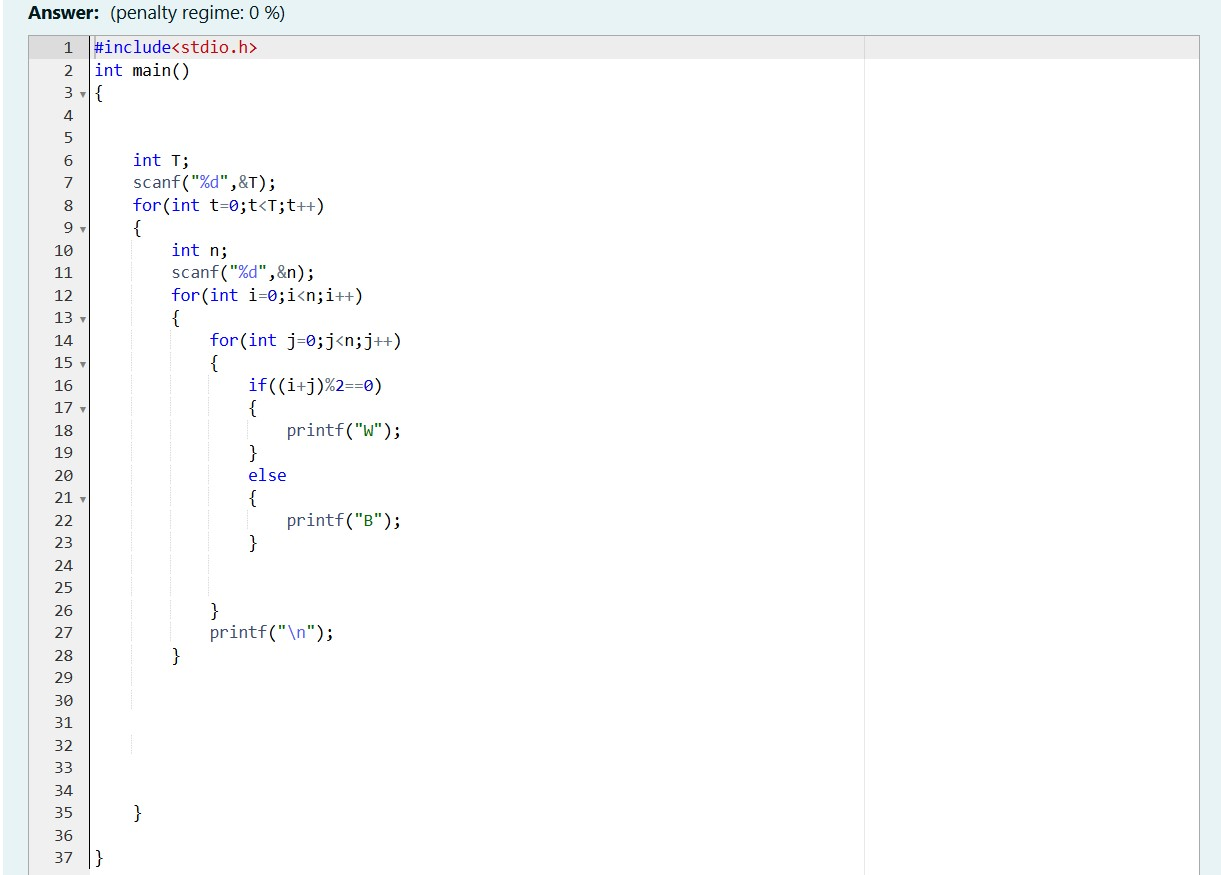 Answer: (penalty regime: 0 %)
1 #include<stdio.h>
2 int main()
3 {
4
5
6 int T;
7 scanf("%d",&T);
8 for(int t=0;t<T;t++)
9 {
10 int n;
11 scanf("%d",&n);
12 for(int i=0;i<n;i++)
13 {
14 for(int j=0;j<n;j++)
15 {
16 if((i+j)%2==0)
17 {
18 printf("W");
19 }
20 else
21 {
22 printf("B");
23 }
24
25
26 }
27 printf("\n");
28 }
29
30
31
32
33
34
35 }
36
37 }